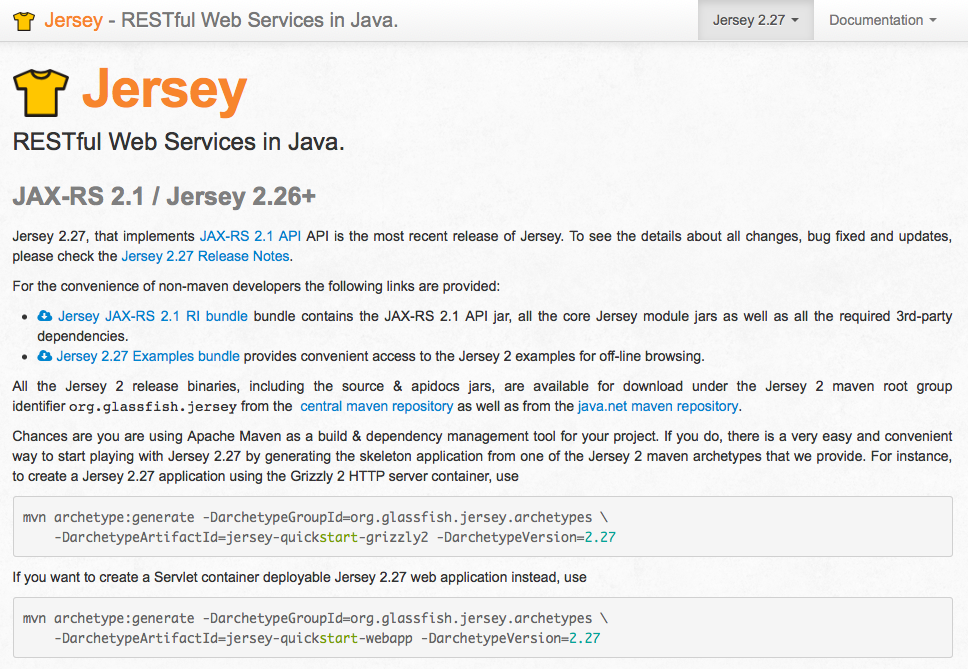 Jersey - RESTful Web Services in Java.
Jersey 2.27
Documentation
Jersey
RESTful Web Services in Java.
JAX-RS 2.1 / Jersey 2.26+
Jersey 2.27, that implements JAX-RS 2.1 API API is the most recent release of Jersey. To see the details about all changes, bug fixed and updates,
please check the Jersey 2.27 Release Notes.
For the convenience of non-maven developers the following links are provided:
• Jersey JAX-RS 2.1 RI bundle bundle contains the JAX-RS 2.1 API jar, all the core Jersey module jars as well as all the required 3rd-party
dependencies.
• Jersey 2.27 Examples bundle provides convenient access to the Jersey 2 examples for off-line browsing.
All the Jersey 2 release binaries, including the source & apidocs jars, are available for download under the Jersey 2 maven root group
identifier org.glassfish.jersey from the central maven repository as well as from the java.net maven repository.
Chances are you are using Apache Maven as a build & dependency management tool for your project. If you do, there is a very easy and convenient
way to start playing with Jersey 2.27 by generating the skeleton application from one of the Jersey 2 maven archetypes that we provide. For instance,
to create a Jersey 2.27 application using the Grizzly 2 HTTP server container, use
mvn archetype:generate -DarchetypeGroupId=org.glassfish.jersey.archetypes \
-DarchetypeArtifactId=jersey-quickstart-grizzly2 -DarchetypeVersion=2.27
If you want to create a Servlet container deployable Jersey 2.27 web application instead, use
mvn archetype:generate -DarchetypeGroupId=org.glassfish.jersey.archetypes \
-DarchetypeArtifactId=jersey-quickstart-webapp -DarchetypeVersion=2.27